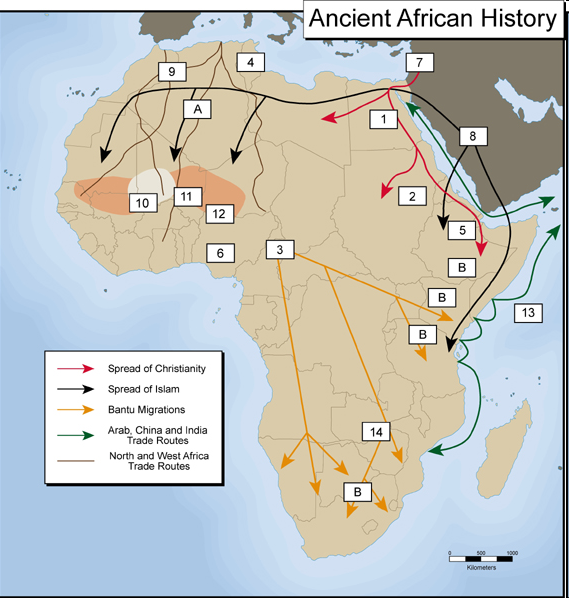 Ancient African History
9
4
7
A
1
8
10
11
2
12
5
6
3
B
B
13
B
Spread of Christianity
Spread of Islam
Bantu Migrations
Arab, China and India
Trade Routes
North and West Africa
Trade Routes
14
B
0 500 1000
Kilometers